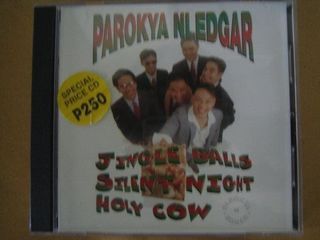 PAROKYA NI EDGAR
SPECIAL
PRICE CD
P250
JINGLE BALLS
SILENT NIGHT
HOLY COW